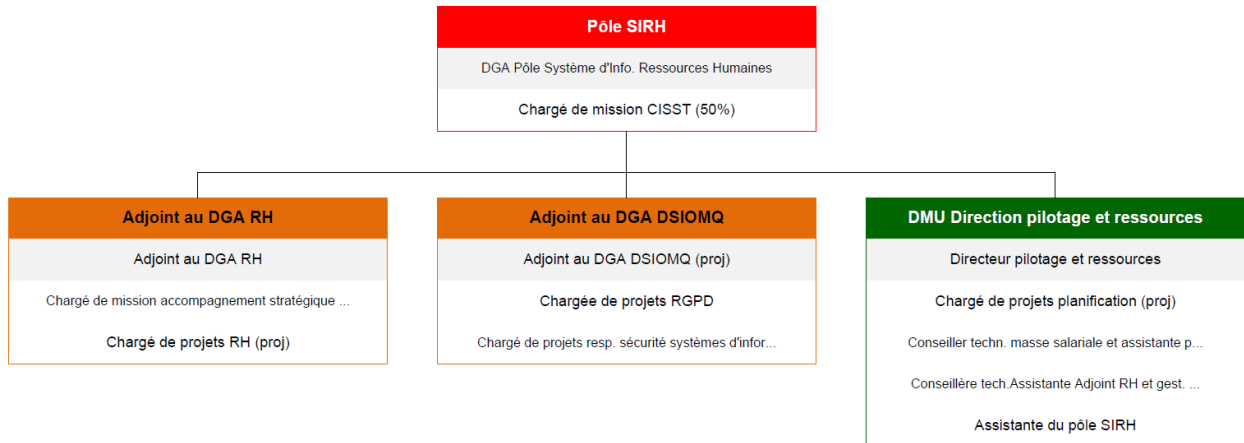 Pôle SIRH
DGA Pôle Système d'Info. Ressources Humaines
Chargé de mission CISST (50%)
Adjoint au DGA RH
Adjoint au DGA RH
Chargé de mission accompagnement stratégique ...
Chargé de projets RH (proj)
Adjoint au DGA DSIOMQ
Adjoint au DGA DSIOMQ (proj)
Chargée de projets RGPD
Chargé de projets resp. sécurité systèmes d'infor...
DMU Direction pilotage et ressources
Directeur pilotage et ressources
Chargé de projets planification (proj)
Conseiller techn. masse salariale et assistante p...
Conseillère tech.Assistante Adjoint RH et gest. ...
Assistante du pôle SIRH